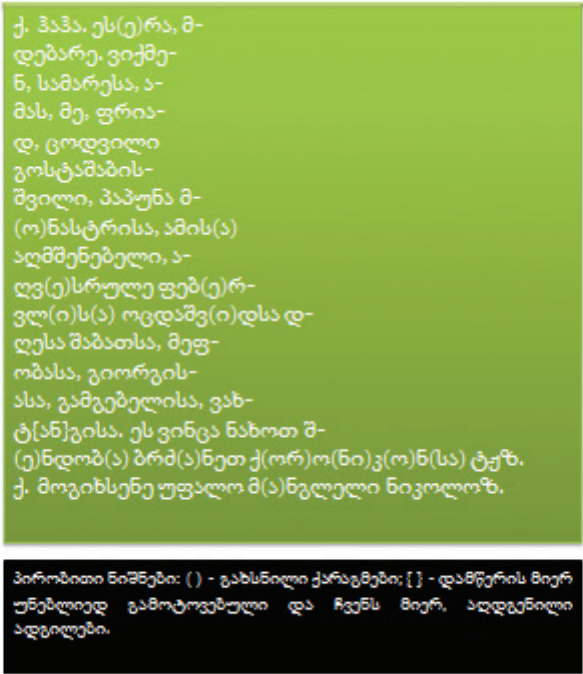 ქ. ჰაჰა. ეს(ე)რა, მ-
დებარე. ვიქმე-
ნ, სამარესა, ა-
მას, მე, ფრია-
დ, ცოდვილი
გოსტაშაბის-
შვილი, პაპუნა მ-
(ო)ნასტრისა, ამის(ა)
აღმშენებელი, ა-
ღვ(ე)სრულე ფებ(ე)რ-
ვლ(ი)ს(ა) ოცდაშვ(ი)დსა დ-
ღესა შაბათსა, მეფ-
ობასა, გიორგის-
ასა, გამგებელისა, ვახ-
ტ{ან}გისა. ეს ვინცა ნახოთ შ-
(ე)ნდობ(ა) ბრძ(ა)ნეთ ქ(ორ)ო(ნი)კ(ო)ნ(სა) ტჟზ.
ქ. მოგიხსენე უფალო მ(ა)ნგლელი ნიკოლოზ.
პირობითი ნიშნები: ( ) - გახსნილი ქარაგმები; { } - დამწერის მიერ
უნებლიედ გამოტოვებული და ჩვენს მიერ, აღდგენილი
ადგილები.